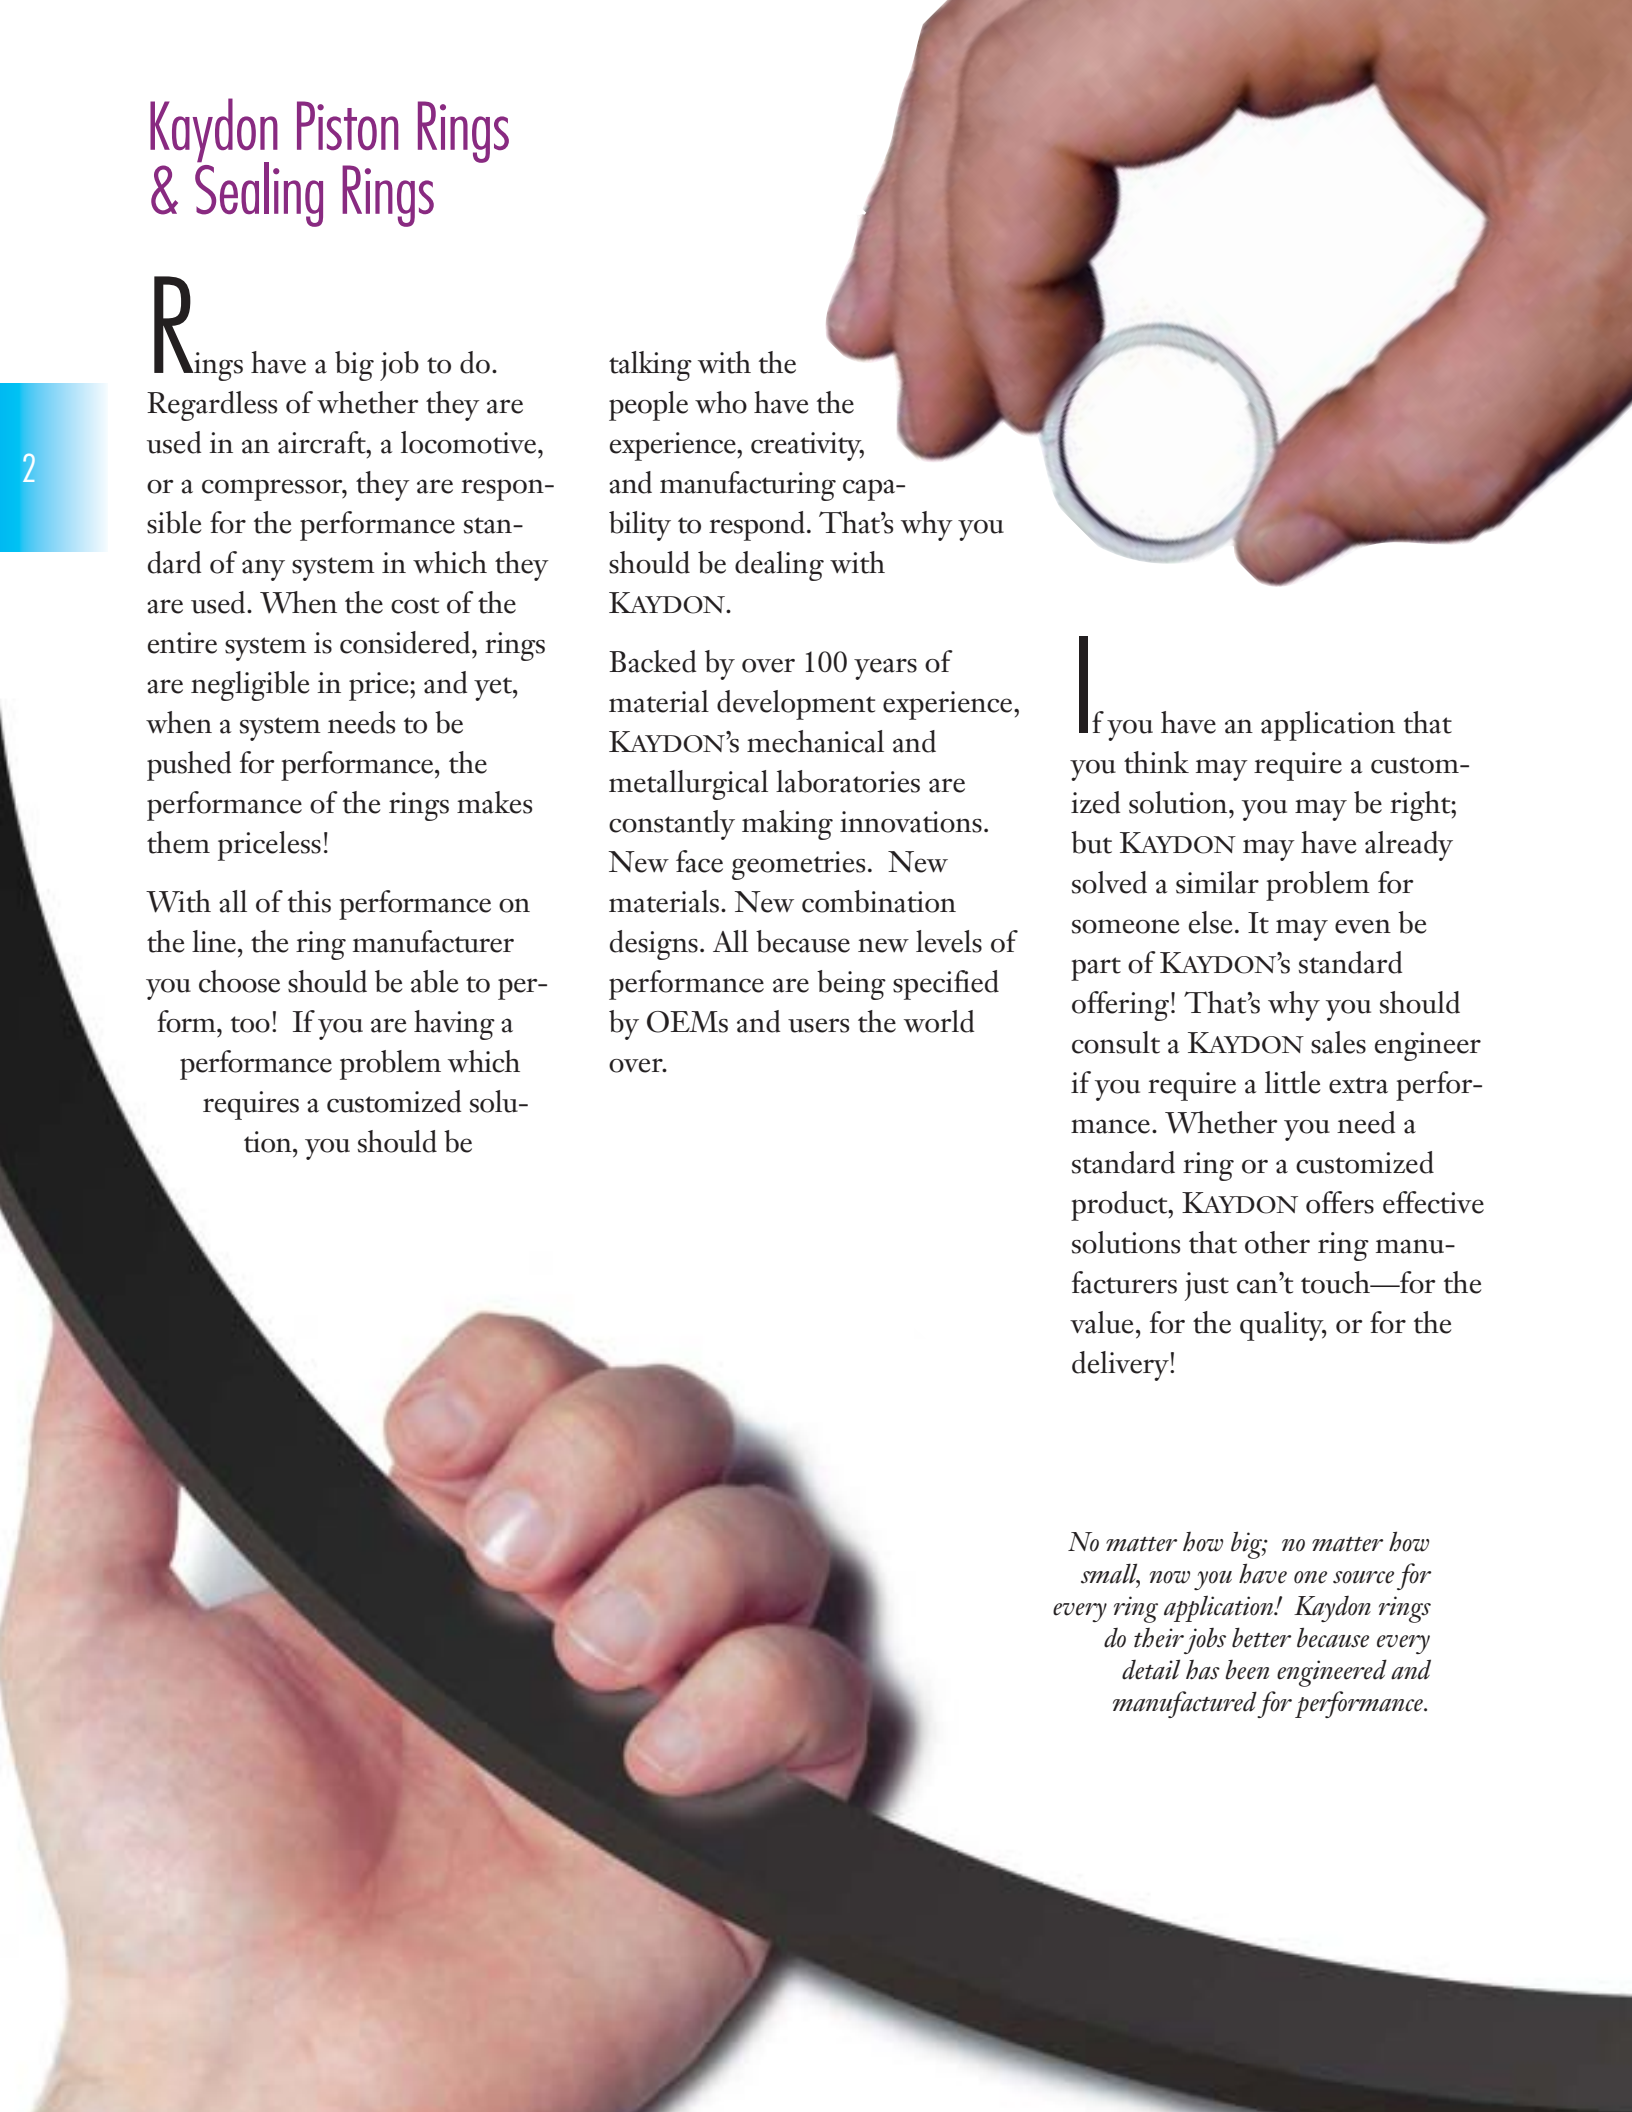 Kaydon Piston Rings
& Sealing Rings
Rings have a big job to do.
Regardless of whether they are
used in an aircraft, a locomotive,
or a compressor, they are respon-
sible for the performance stan-
dard of any system in which they
are used. When the cost of the
entire system is considered, rings
are negligible in price; and yet,
when a system needs to be
pushed for performance, the
performance of the rings makes
them priceless!
With all of this performance on
the line, the ring manufacturer
you choose should be able to per-
form, too! If you are having a
performance problem which
requires a customized solu-
tion, you should be
talking with the
people who have the
experience, creativity,
and manufacturing capa-
bility to respond. That’s why you
should be dealing with
KAYDON.
Backed by over 100 years of
material development experience,
KAYDON’s mechanical and
metallurgical laboratories are
constantly making innovations.
New face geometries. New
materials. New combination
designs. All because new levels of
performance are being specified
by OEMs and users the world
over.
If you have an application that
you think may require a custom-
ized solution, you may be right;
but KAYDON may have already
solved a similar problem for
someone else. It may even be
part of KAYDON’s standard
offering! That’s why you should
consult a KAYDON sales engineer
if you require a little extra perfor-
mance. Whether you need a
standard ring or a customized
product, KAYDON offers effective
solutions that other ring manu-
facturers just can’t touch—for the
value, for the quality, or for the
delivery!
No matter how big; no matter how
small, now you have one source for
every ring application! Kaydon rings
do their jobs better because every
detail has been engineered and
manufactured for performance.
2